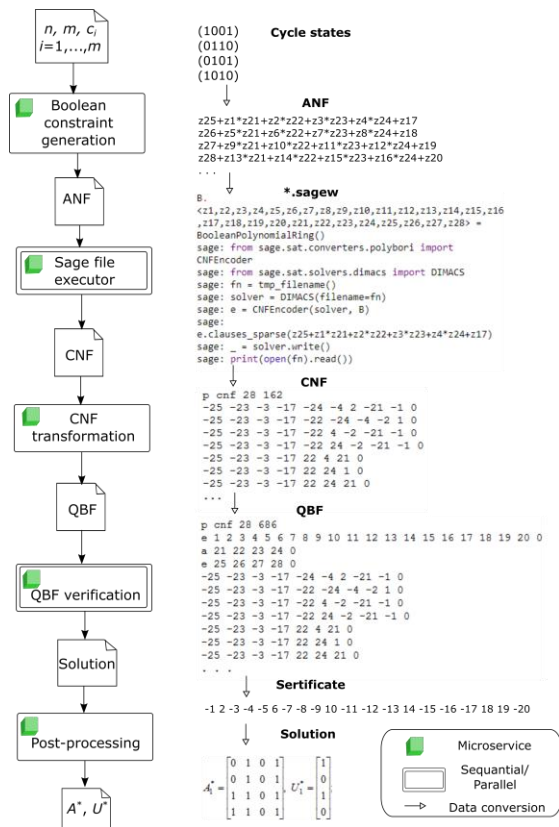 n, m, ci
i=1,...,m
Boolean
constraint
generation
ANF
Sage file
executor
CNF
CNF
transformation
QBF
QBF verification
Solution
Post-processing
A*, U*
(1001)
Cycle states
(0110)
(0101)
(1010)
ANF
z25+z1*z21+z2*z22+z3*z23+z4*z24+z17
z26+z5*z21+z6*z22+z7*z23+z8*z24+z18
z27+z9*z21+z10*z22+z11*z23+z12*z24+z19
z28+z13*z21+z14*z22+z15*z23+z16*z24+z20
...
*.sagew
B.
<z1,z2,z3,z4,z5,z6,z7,z8,z9,z10,z11,z12,z13,z14,z15,z16
,z17,z18,z19,z20,z21,z22,z23,z24,z25,z26,z27,z28> =
BooleanPolynomialRing()
sage: from sage.sat.converters.polybori import
CNFEncoder
sage: from sage.sat.solvers.dimacs import DIMACS
sage: fn = tmp_filename()
sage: solver = DIMACS(filename=fn)
sage: e = CNFEncoder(solver, B)
sage:
e.clauses_sparse(z25+z1*z21+z2*z22+z3*z23+z4*z24+z17)
sage: _ = solver.write()
sage: print(open(fn).read())
CNF
p cnf 28 162
-25 -23 -3 -17 -24 -4 2 -21 -1 0
-25 -23 -3 -17 -22 -24 -4 -2 1 0
-25 -23 -3 -17 -22 4 -2 -21 -1 0
-25 -23 -3 -17 -22 24 -2 -21 -1 0
-25 -23 -3 -17 22 4 21 0
-25 -23 -3 -17 22 24 1 0
-25 -23 -3 -17 22 24 21 0
...
QBF
p cnf 28 686
e 1 2 3 4 5 6 7 8 9 10 11 12 13 14 15 16 17 18 19 20 0
a 21 22 23 24 0
e 25 26 27 28 0
-25 -23 -3 -17 -24 -4 2 -21 -1 0
-25 -23 -3 -17 -22 -24 -4 -2 1 0
-25 -23 -3 -17 -22 4 -2 -21 -1 0
-25 -23 -3 -17 -22 24 -2 -21 -1 0
-25 -23 -3 -17 22 4 21 0
-25 -23 -3 -17 22 24 1 0
-25 -23 -3 -17 22 24 21 0
. . .
Sertificate
-1 2 -3 -4 -5 6 -7 -8 -9 10 -11 -12 -13 14 -15 -16 -17 -18 -19 -20
Solution
0 1 0 1 1
A1* = 0 1 0 1 , U1* = 0
1 1 0 1 1
1 1 0 1 0
Microservice
Sequantial/
Parallel
Data conversion